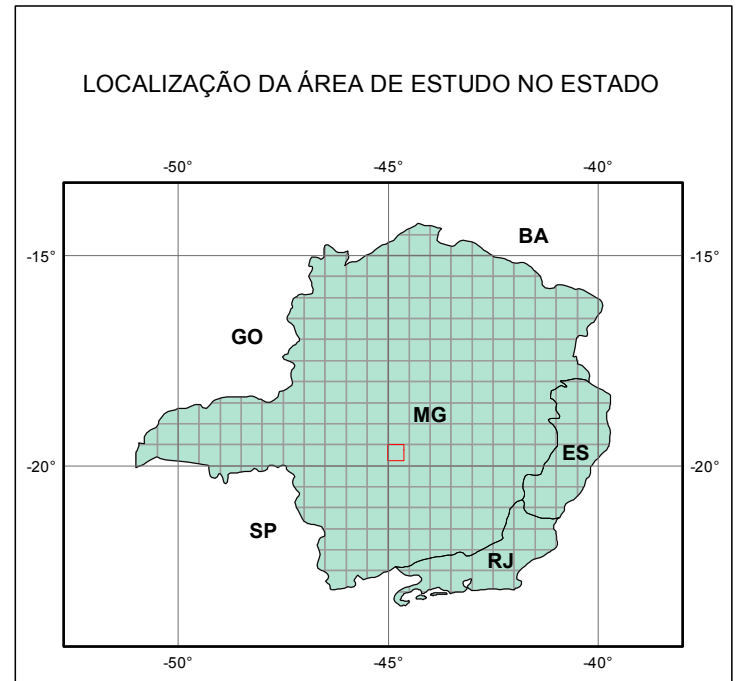 LOCALIZAÇÃO DA ÁREA DE ESTUDO NO ESTADO
-50° -45° -40°
BA
-15° -15°
GO
MG
ES
-20° -20°
SP
RJ
-50° -45° -40°